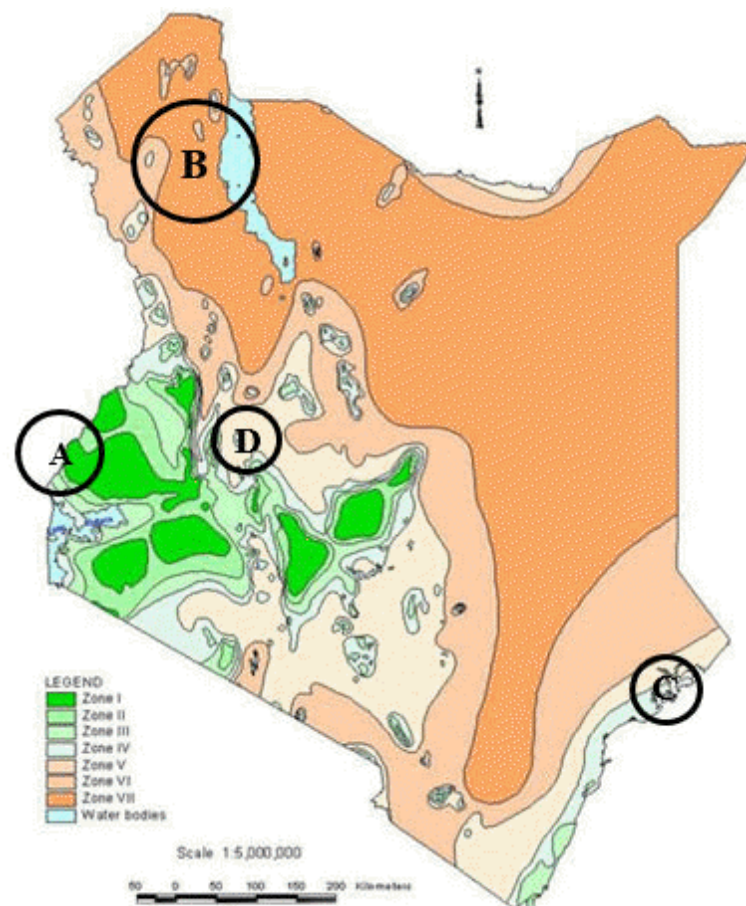 B
A
D
C
LEGEND
Zone I
Zone II
Zone III
Zone IV
Zone V
Zone VI
Zone VII
Water bodies
Scale 1:5,000,000
50 0 50 100 150 200 Kilometers